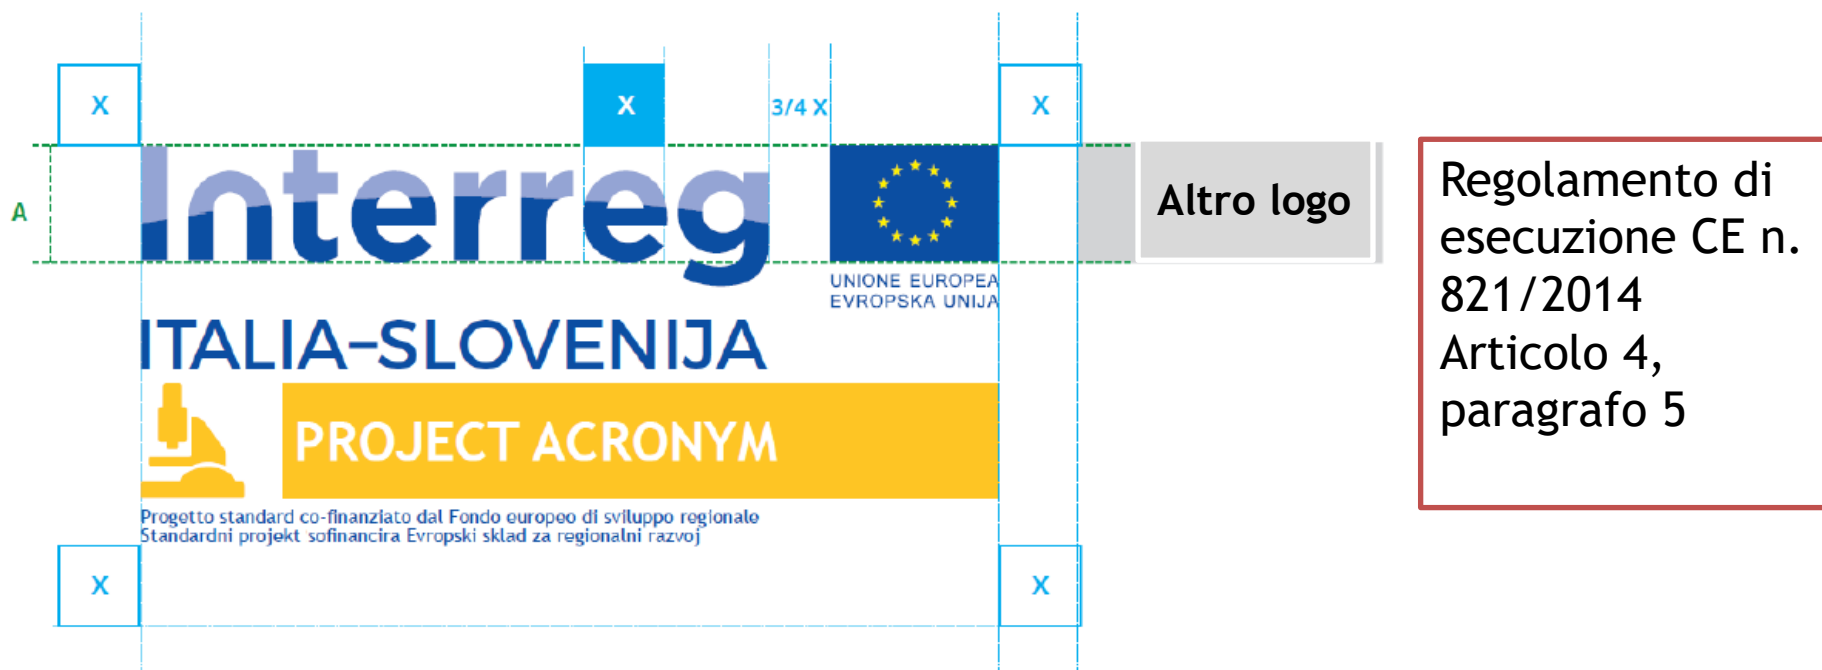 X
X
3/4 X
X
A
Interreg
UNIONE EUROPEA
EVROPSKA UNIJA
Altro logo
ITALIA–SLOVENIJA
PROJECT ACRONYM
Progetto standard co-finanziato dal Fondo europeo di sviluppo regionale
Standardni projekt sofinancira Evropski sklad za regionalni razvoj
X
X
Regolamento di
esecuzione CE n.
821/2014
Articolo 4,
paragrafo 5